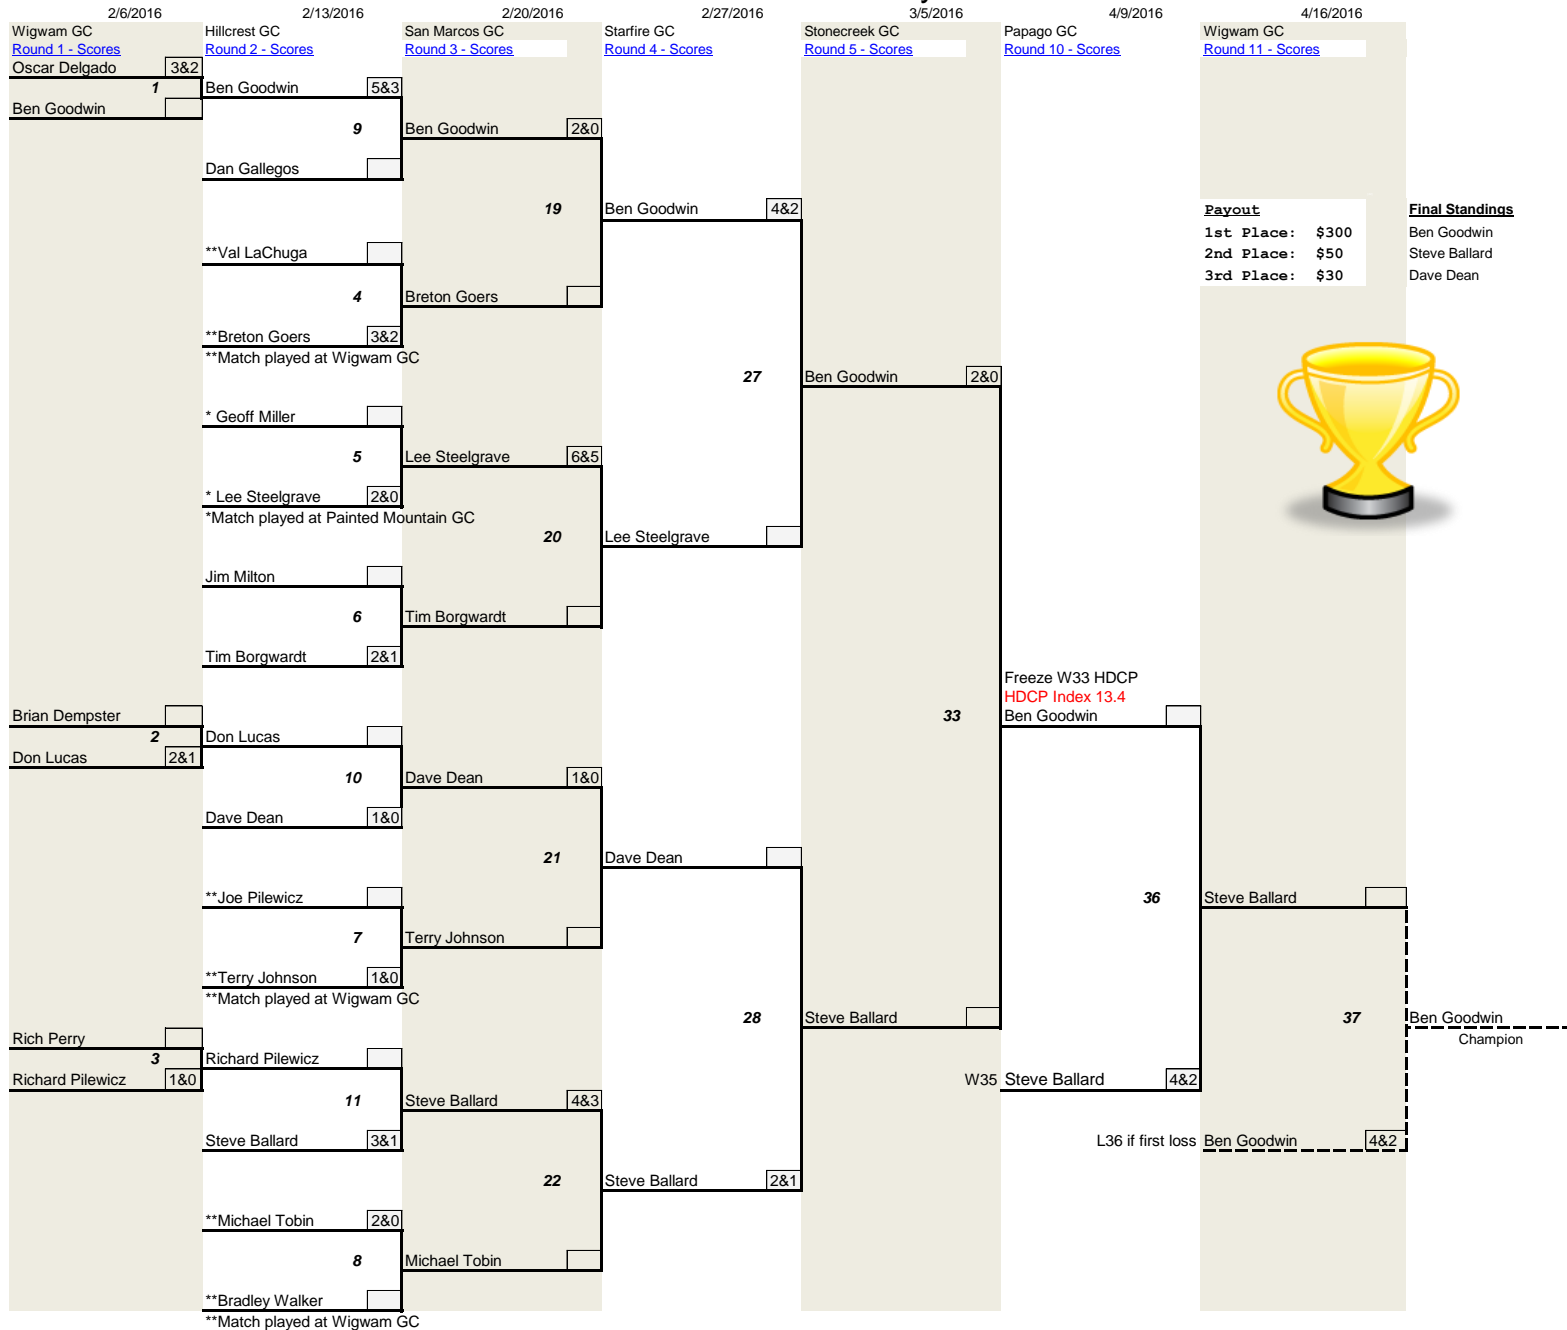 2/6/2016
2/13/2016
2/20/2016
2/27/2016
3/5/2016
4/9/2016
4/16/2016
Wigwam GC
Hillcrest GC
San Marcos GC
Starfire GC
Stonecreek GC
Papago GC
Wigwam GC
Round 1 - Scores
Round 2 - Scores
Round 3 - Scores
Round 4 - Scores
Round 5 - Scores
Round 10 - Scores
Round 11 - Scores
Oscar Delgado 3&2
1
Ben Goodwin
Brian Dempster
2
Don Lucas 2&1
Rich Perry
3
Richard Pilewicz 1&0
Ben Goodwin 5&3
9
Dan Gallegos
**Val LaChuga
4
**Breton Goers 3&2
**Match played at Wigwam GC
* Geoff Miller
5
* Lee Steelgrave 2&0
*Match played at Painted Mountain GC
Jim Milton
6
Tim Borgwardt 2&1
Don Lucas
10
Dave Dean 1&0
**Joe Pilewicz
7
**Terry Johnson 1&0
**Match played at Wigwam GC
Richard Pilewicz
11
Steve Ballard 3&1
**Michael Tobin 2&0
8
**Bradley Walker
**Match played at Wigwam GC
Ben Goodwin 2&0
19
Breton Goers
Lee Steelgrave 6&5
20
Tim Borgwardt
Dave Dean 1&0
21
Terry Johnson
Steve Ballard 4&3
22
Michael Tobin
Ben Goodwin 4&2
27
Lee Steelgrave
Dave Dean
28
Steve Ballard 2&1
Ben Goodwin 2&0
33
Steve Ballard
Freeze W33 HDCP
HDCP Index 13.4
Ben Goodwin
36
W35 Steve Ballard 4&2
Steve Ballard
37
L36 if first loss Ben Goodwin 4&2
Ben Goodwin
Champion
Payout
1st Place: $300
2nd Place: $50
3rd Place: $30
Final Standings
Ben Goodwin
Steve Ballard
Dave Dean